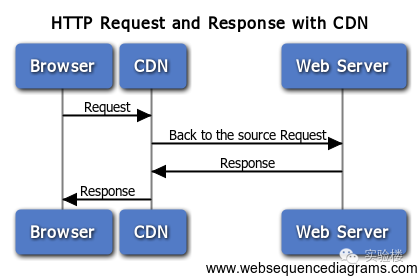 HTTP Request and Response with CDN
Browser CDN Web Server
Request
Back to the source Request
Response
Response
Browser CDN Web Server
实验楼
www.websequencediagrams.com